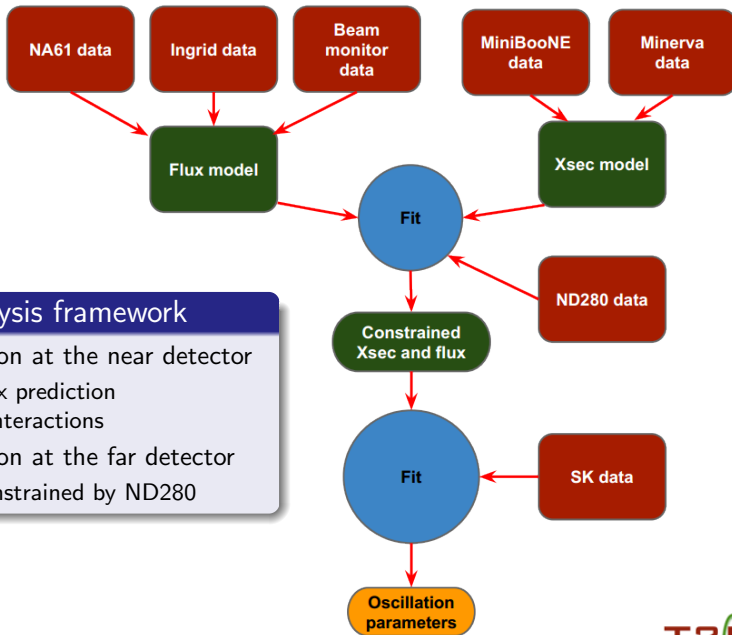 NA61 data
Ingrid data
Beam
monitor
data
MiniBooNE
data
Minerva
data
Flux model
Xsec model
Fit
ND280 data
Constrained
Xsec and flux
ysis framework
on at the near detector
x prediction
nteractions
on at the far detector
nstrained by ND280
Fit
SK data
Oscillation
parameters